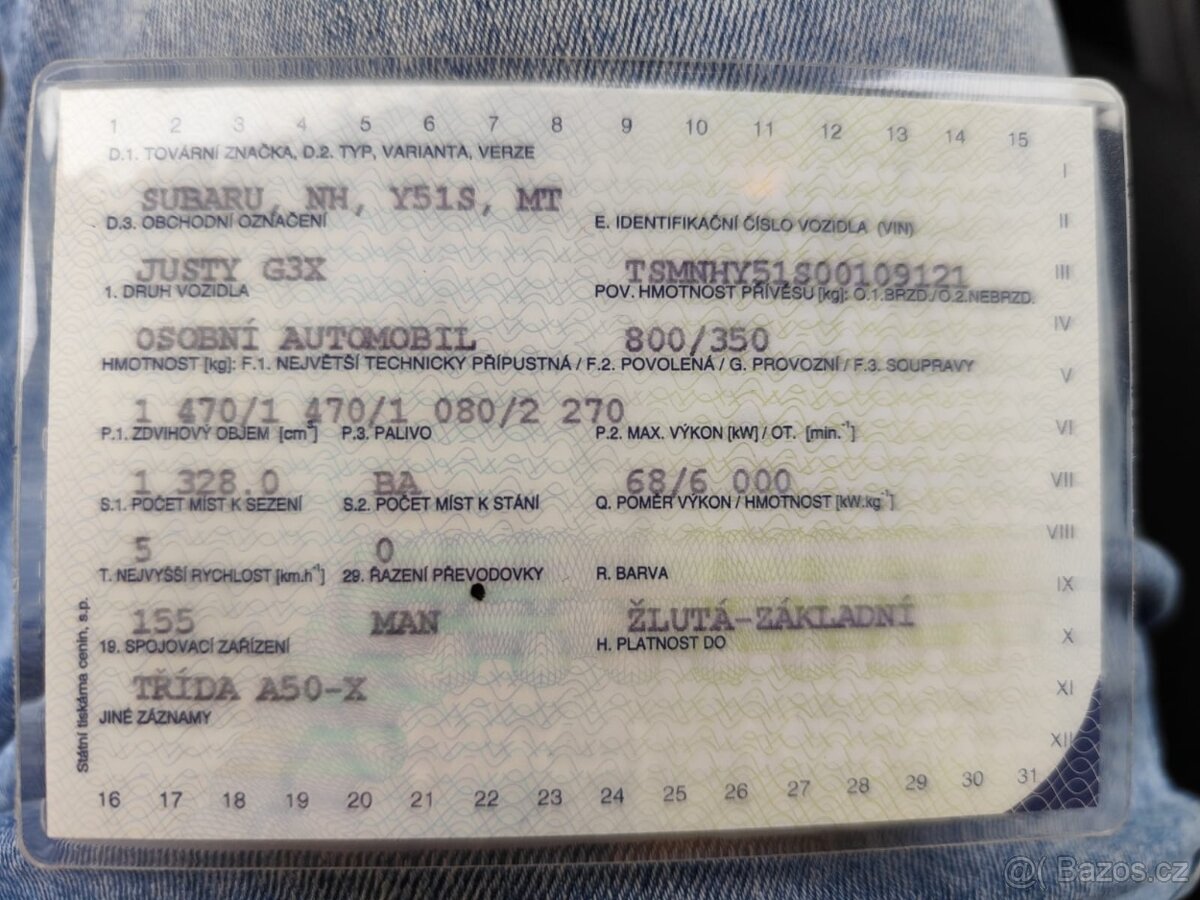 1 2 3 4 5 6 7 8 9 10 11 12 13 14 15
D.1. TOVÁRNÍ ZNAČKA, D.2. TYP, VARIANTA, VERZE
I
SUBARU, NH, Y51S, MT
D.3. OBCHODNÍ OZNAČENÍ E. IDENTIFIKAČNÍ ČÍSLO VOZIDLA (VIN) II
JUSTY G3X TSMNHY51S00109121 III
1. DRUH VOZIDLA POV. HMOTNOST PŘÍVĚSU [kg]: O.1.BRZD./O.2.NEBRZD.
OSOBNÍ AUTOMOBIL 800/350 IV
HMOTNOST [kg]: F.1. NEJVĚTŠÍ TECHNICKY PŘÍPUSTNÁ / F.2. POVOLENÁ / G. PROVOZNÍ / F.3. SOUPRAVY V
1 470/1 470/1 080/2 270
P.1. ZDVIHOVÝ OBJEM [cm³] P.3. PALIVO P.2. MAX. VÝKON [kW] / OT. [min.⁻¹] VI
1 328.0 BA 68/6 000 VII
S.1. POČET MÍST K SEZENÍ S.2. POČET MÍST K STÁNÍ Q. POMĚR VÝKON / HMOTNOST [kW.kg⁻¹]
5 0 VIII
T. NEJVYŠŠÍ RYCHLOST [km.h⁻¹] 29. ŘAZENÍ PŘEVODOVKY R. BARVA IX
155 MAN ŽLUTÁ-ZÁKLADNÍ
19. SPOJOVACÍ ZAŘÍZENÍ H. PLATNOST DO X
TŘÍDA A50-X XI
JINÉ ZÁZNAMY
XII
16 17 18 19 20 21 22 23 24 25 26 27 28 29 30 31
Státní tiskárna cenin, s.p.
@( Bazos.cz